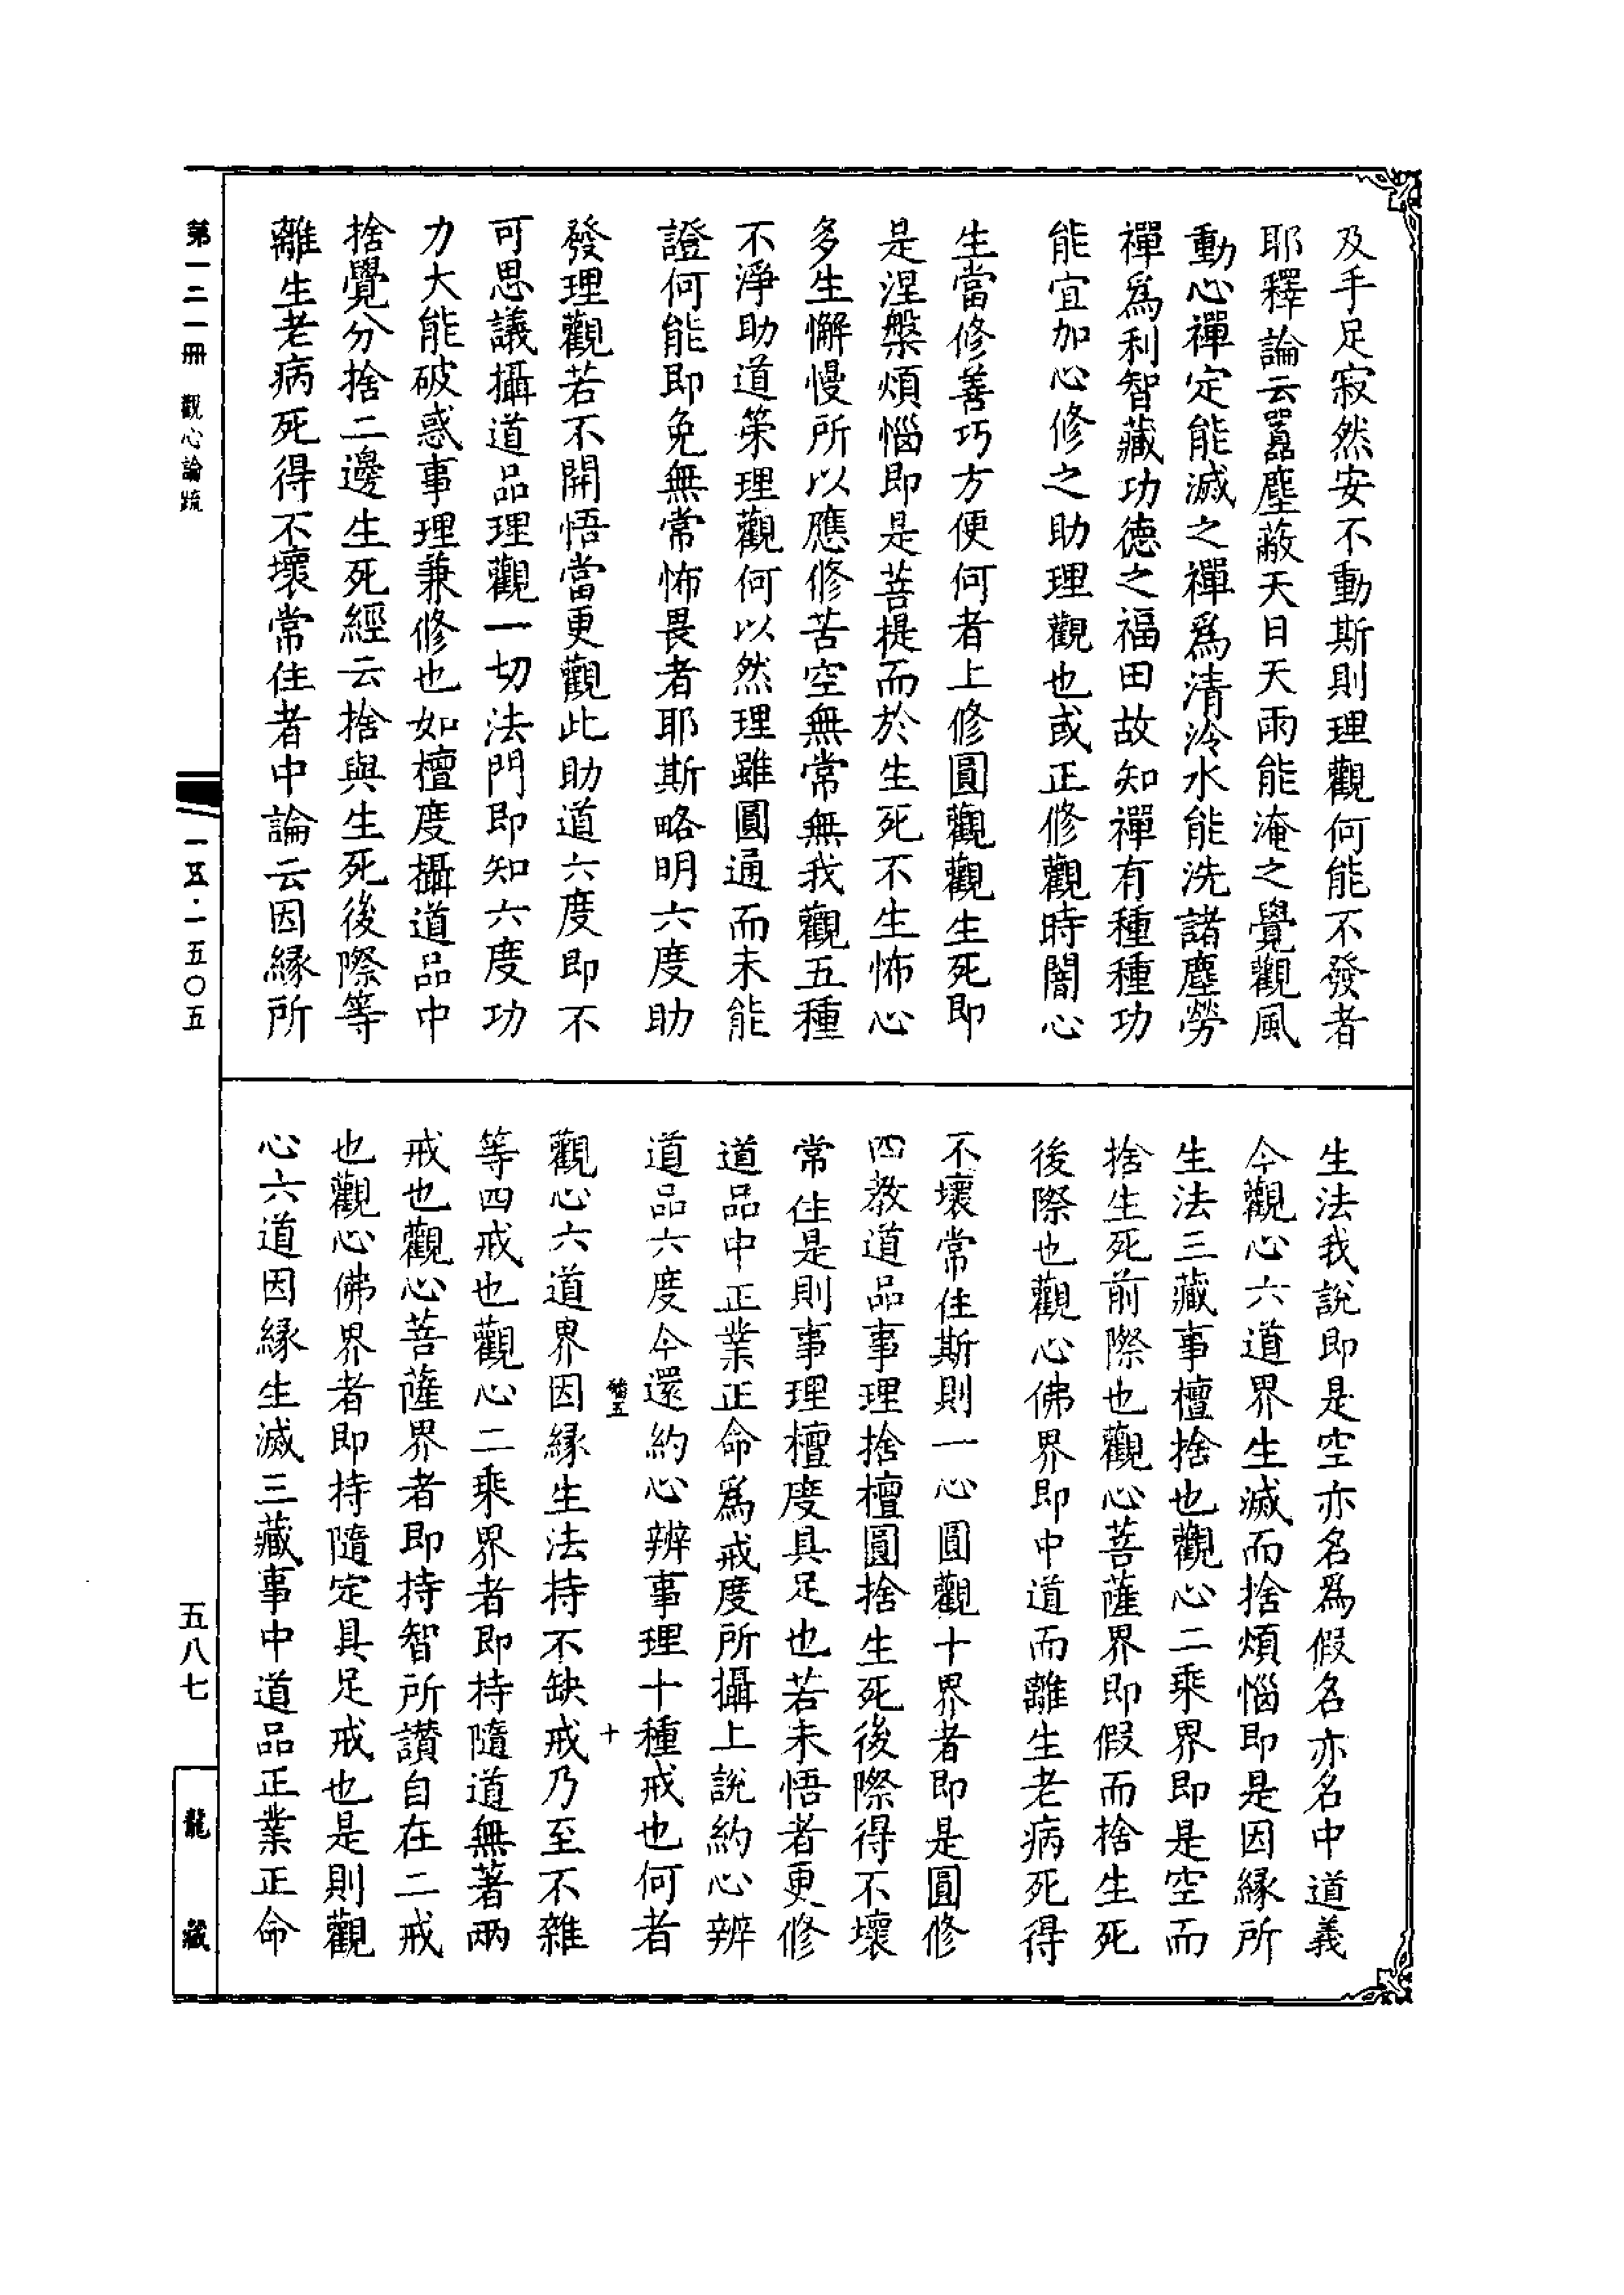 及手足寂然安不動斯則理觀何能不發者
耶釋論云囂塵蔽天日天雨能淹之覺觀風
動心禪定能滅之禪爲清泠水能洗諸塵勞
禪爲利智藏功德之福田故知禪有種種功
能宜加心修之助理觀也或正修觀時闇心
生當修善巧方便何者上修圓觀觀生死即
是涅槃煩惱即是菩提而於生死不生怖心
多生懈慢所以應修苦空無常無我觀五種
不淨助道策理觀何以然理雖圓通而未能
證何能即免無常怖畏者耶斯略明六度助
發理觀若不開悟當更觀此助道六度即不
可思議攝道品理觀一切法門即知六度功
力大能破惑事理兼修也如檀度攝道品中
捨覺分捨二邊生死經云捨與生死後際等
離生老病死得不壞常住者中論云因緣所
生法我說即是空亦名爲假名亦名中道義
今觀心六道界生滅而捨煩惱即是因緣所
生法三藏事檀捨也觀心二乘界即是空而
捨生死前際也觀心菩薩界即假而捨生死
後際也觀心佛界即中道而離生老病死得
不壞常住斯則一心圓觀十界者即是圓修
四教道品事理捨檀圓捨生死後際得不壞
常住是則事理檀度具足也若未悟者更修
道品中正業正命爲戒度所攝上說約心辨
道品六度今還約心辨事理十種戒也何者
十
觀心六道界因緣生法持不缺戒乃至不雜
等四戒也觀心二乘界者即持隨道無著兩
戒也觀心菩薩界者即持智所讚自在二戒
也觀心佛界者即持隨定具足戒也是則觀
心六道因緣生滅三藏事中道品正業正命
第一二一冊 觀心論疏
一五·一五〇五
五八七
龍藏